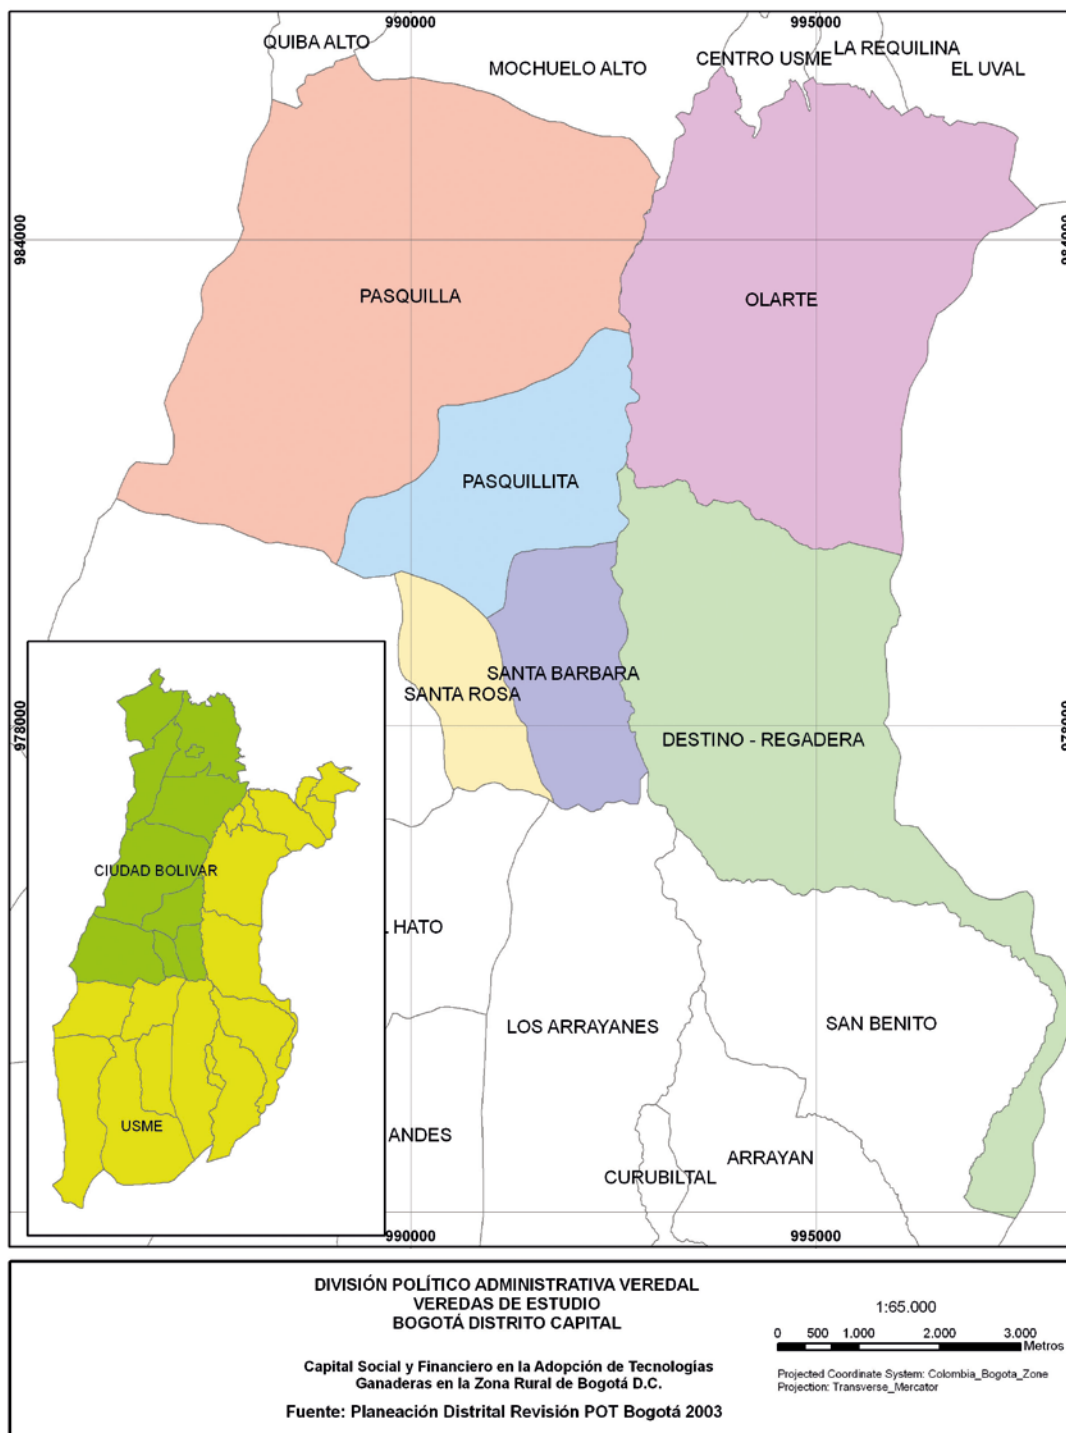 990000
995000
QUIBA ALTO
MOCHUELO ALTO
CENTRO USME
LA REQUILINA
EL UVAL
984000
984000
PASQUILLA
OLARTE
PASQUILLITA
SANTA BARBARA
SANTA ROSA
978000
978000
DESTINO - REGADERA
CIUDAD BOLIVAR
HATO
LOS ARRAYANES
SAN BENITO
USME
ANDES
ARRAYAN
CURUBILTAL
990000
995000
DIVISIÓN POLÍTICO ADMINISTRATIVA VEREDAL
VEREDAS DE ESTUDIO
BOGOTÁ DISTRITO CAPITAL
Capital Social y Financiero en la Adopción de Tecnologías
Ganaderas en la Zona Rural de Bogotá D.C.
Fuente: Planeación Distrital Revisión POT Bogotá 2003
1:65.000
0 500 1.000 2.000 3.000
Metros
Projected Coordinate System: Colombia_Bogota_Zone
Projection: Transverse_Mercator